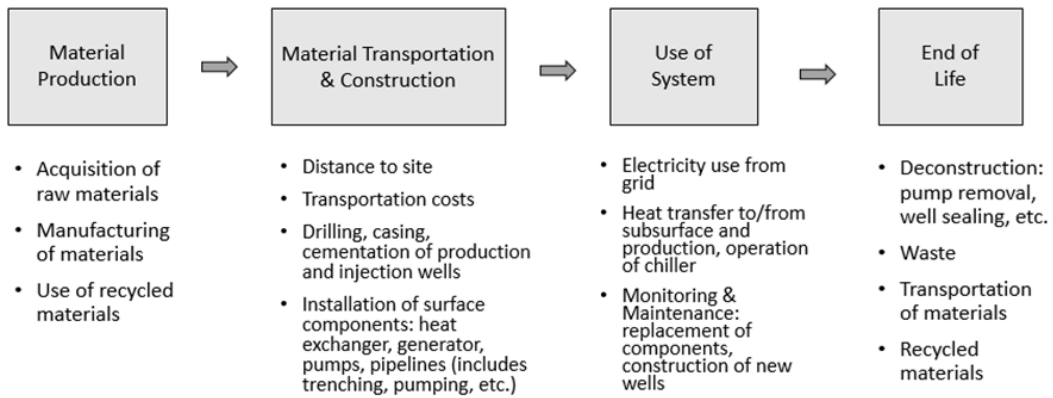 Material
Production
Material Transportation
& Construction
Use of
System
End of
Life
• Acquisition of
raw materials
• Manufacturing
of materials
• Use of recycled
materials
• Distance to site
• Transportation costs
• Drilling, casing,
cementation of production
and injection wells
• Installation of surface
components: heat
exchanger, generator,
pumps, pipelines (includes
trenching, pumping, etc.)
• Electricity use from
grid
• Heat transfer to/from
subsurface and
production, operation
of chiller
• Monitoring &
Maintenance:
replacement of
components,
construction of new
wells
• Deconstruction:
pump removal,
well sealing, etc.
• Waste
• Transportation
of materials
• Recycled
materials